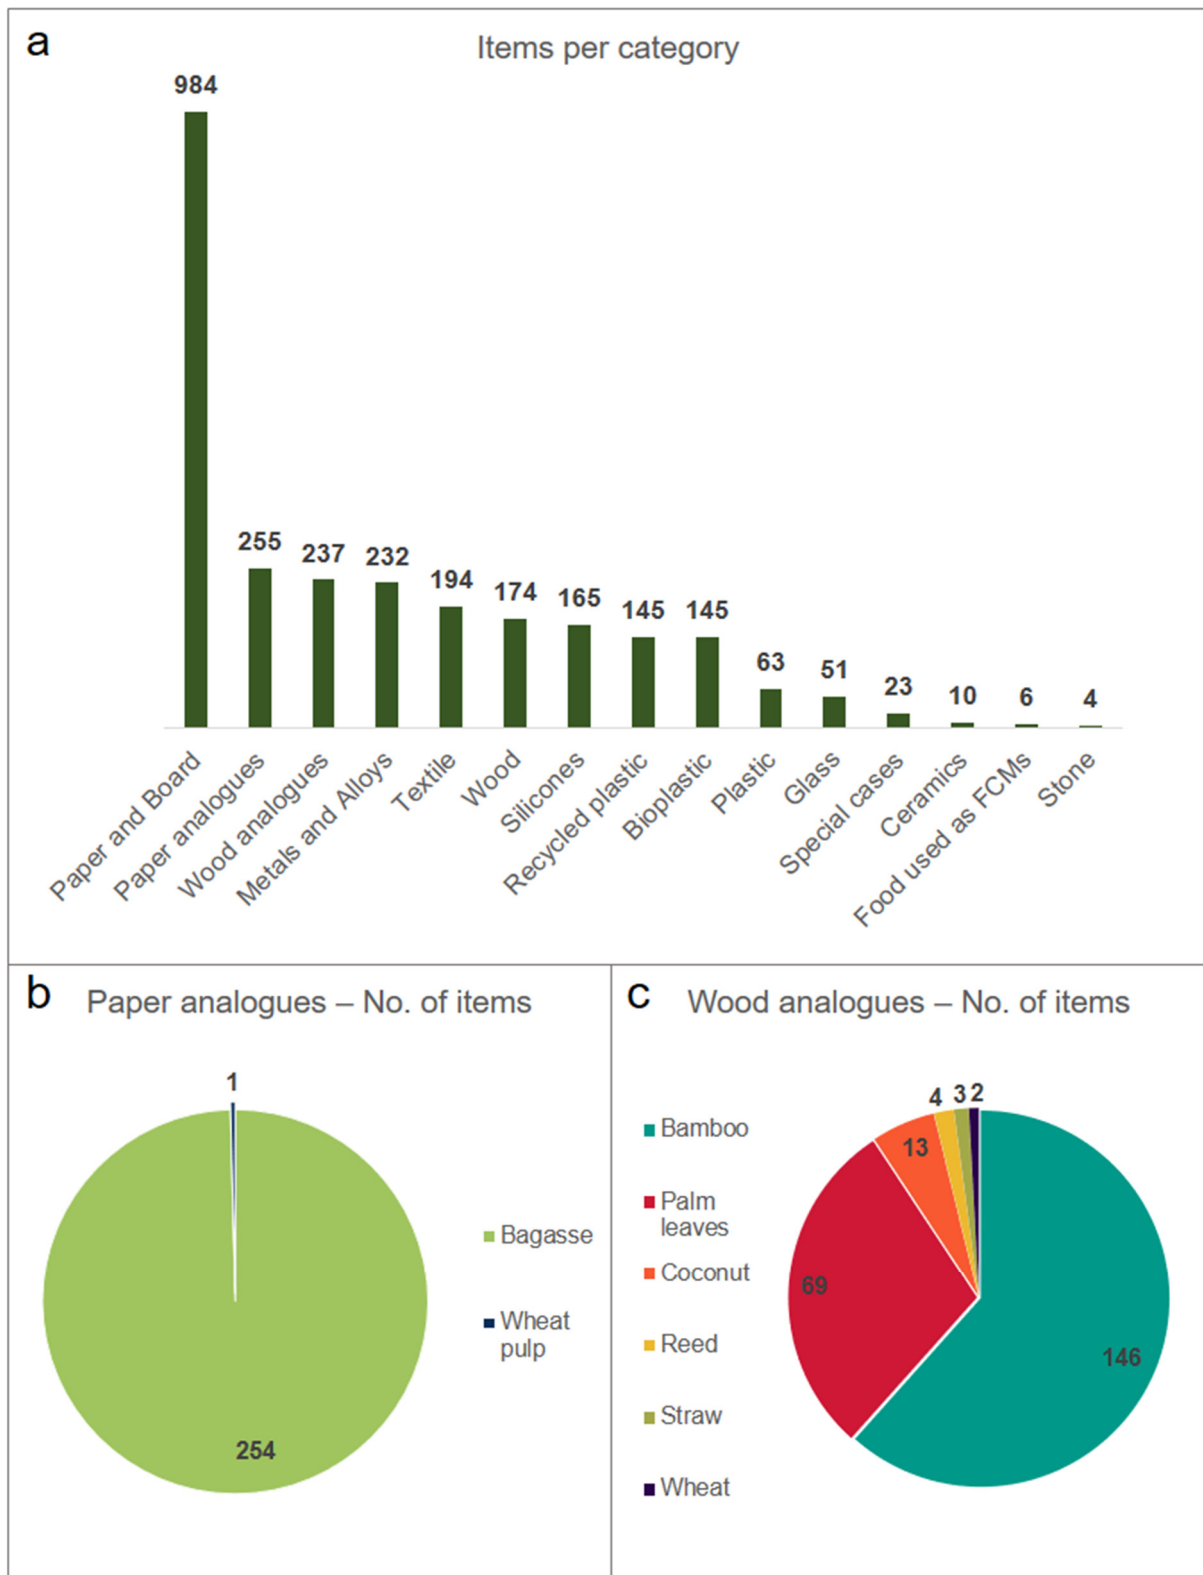 a
Items per category
984
255
237
232
194
174
165
145
145
63
51
23
10
6
4
Paper and Board
Paper analogues
Wood analogues
Metals and Alloys
Textile
Wood
Silicones
Recycled plastic
Bioplastic
Plastic
Glass
Special cases
Ceramics
Food used as FCMs
Stone
b
Paper analogues – No. of items
1
254
Bagasse
Wheat
pulp
c
Wood analogues – No. of items
Bamboo
Palm
leaves
Coconut
Reed
Straw
Wheat
4
3
2
13
69
146